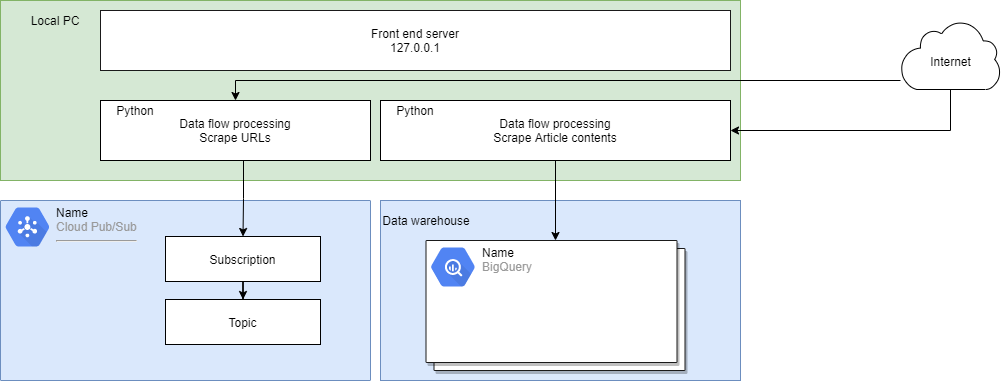 Local PC
Front end server
127.0.0.1
Internet
Python
Data flow processing
Scrape URLs
Python
Data flow processing
Scrape Article contents
Name
Cloud Pub/Sub
Subscription
Topic
Data warehouse
Name
BigQuery